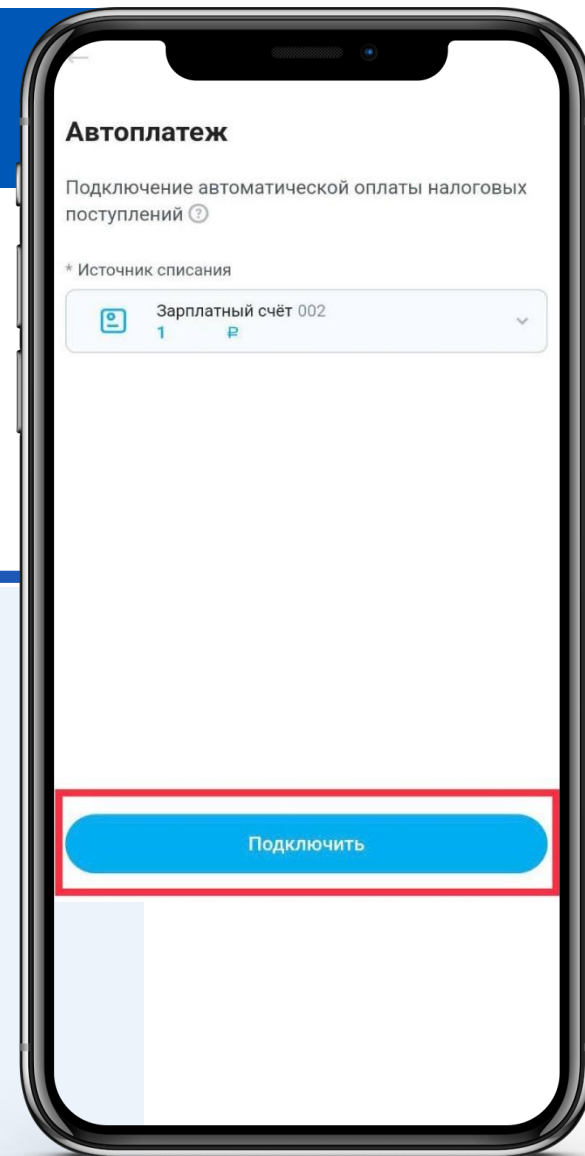 Автоплатеж
Подключение автоматической оплаты налоговых
поступлений
* Источник списания
Зарплатный счёт 002
1 ₽
Подключить